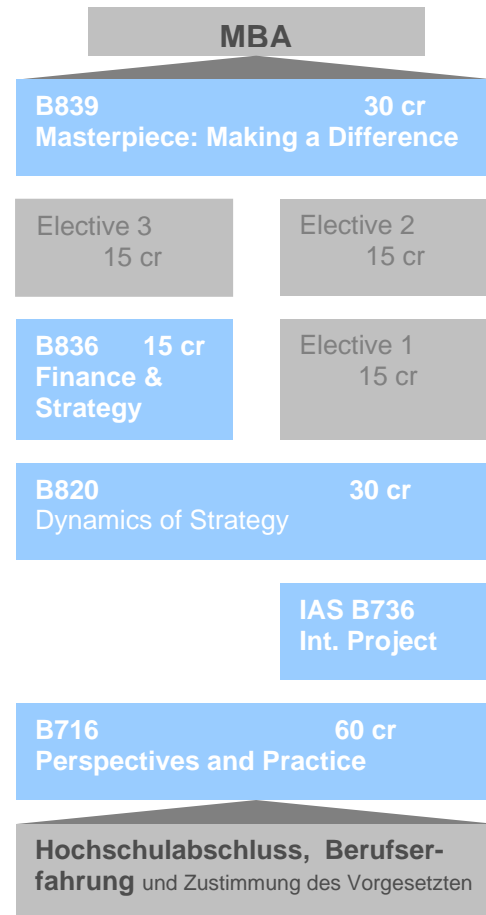 MBA
B839 30 cr
Masterpiece: Making a Difference
Elective 3
15 cr
Elective 2
15 cr
B836 15 cr
Finance &
Strategy
Elective 1
15 cr
B820 30 cr
Dynamics of Strategy
IAS B736
Int. Project
B716 60 cr
Perspectives and Practice
Hochschulabschluss, Berufser-
fahrung und Zustimmung des Vorgesetzten